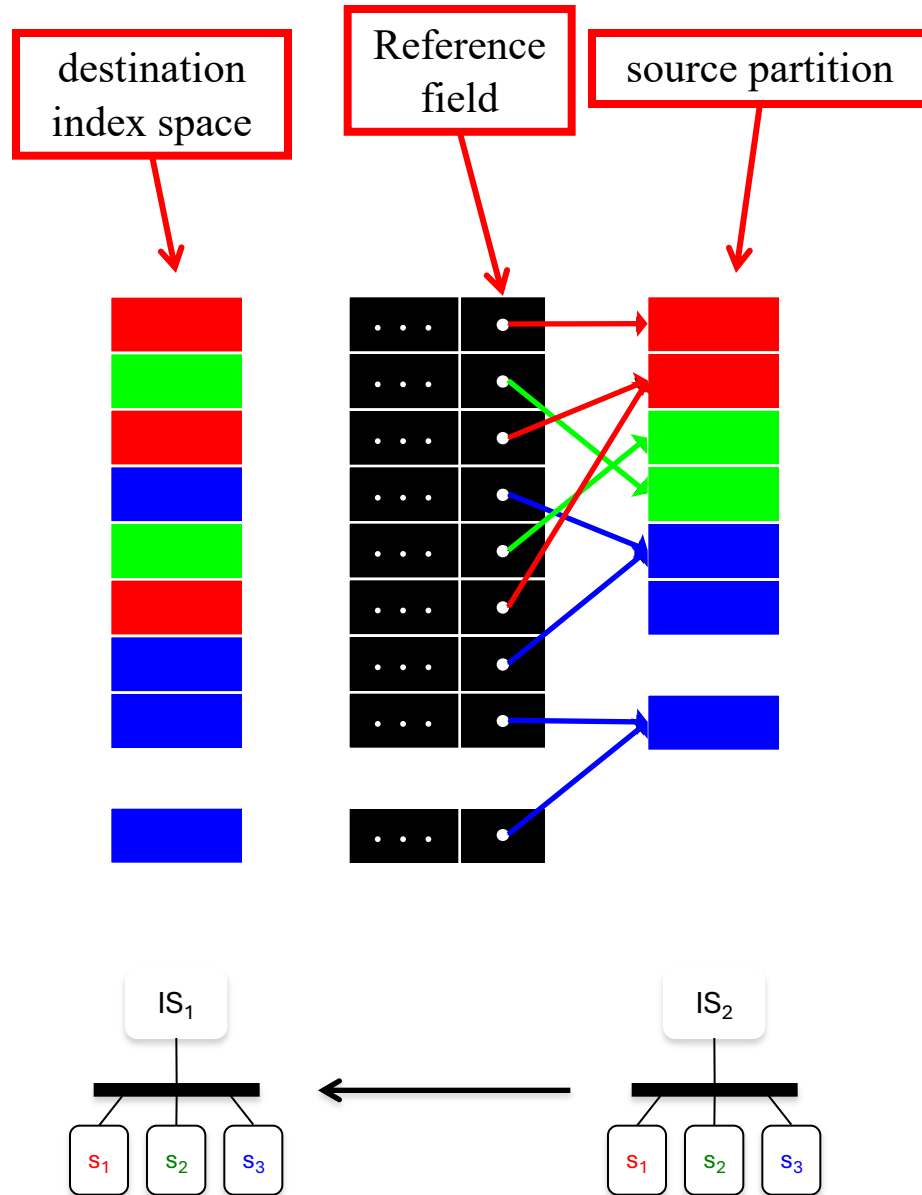 destination
index space
Reference
field
source partition
. . .
. . .
. . .
. . .
. . .
. . .
. . .
. . .
. . .
IS₁
IS₂
s₁ s₂ s₃
s₁ s₂ s₃